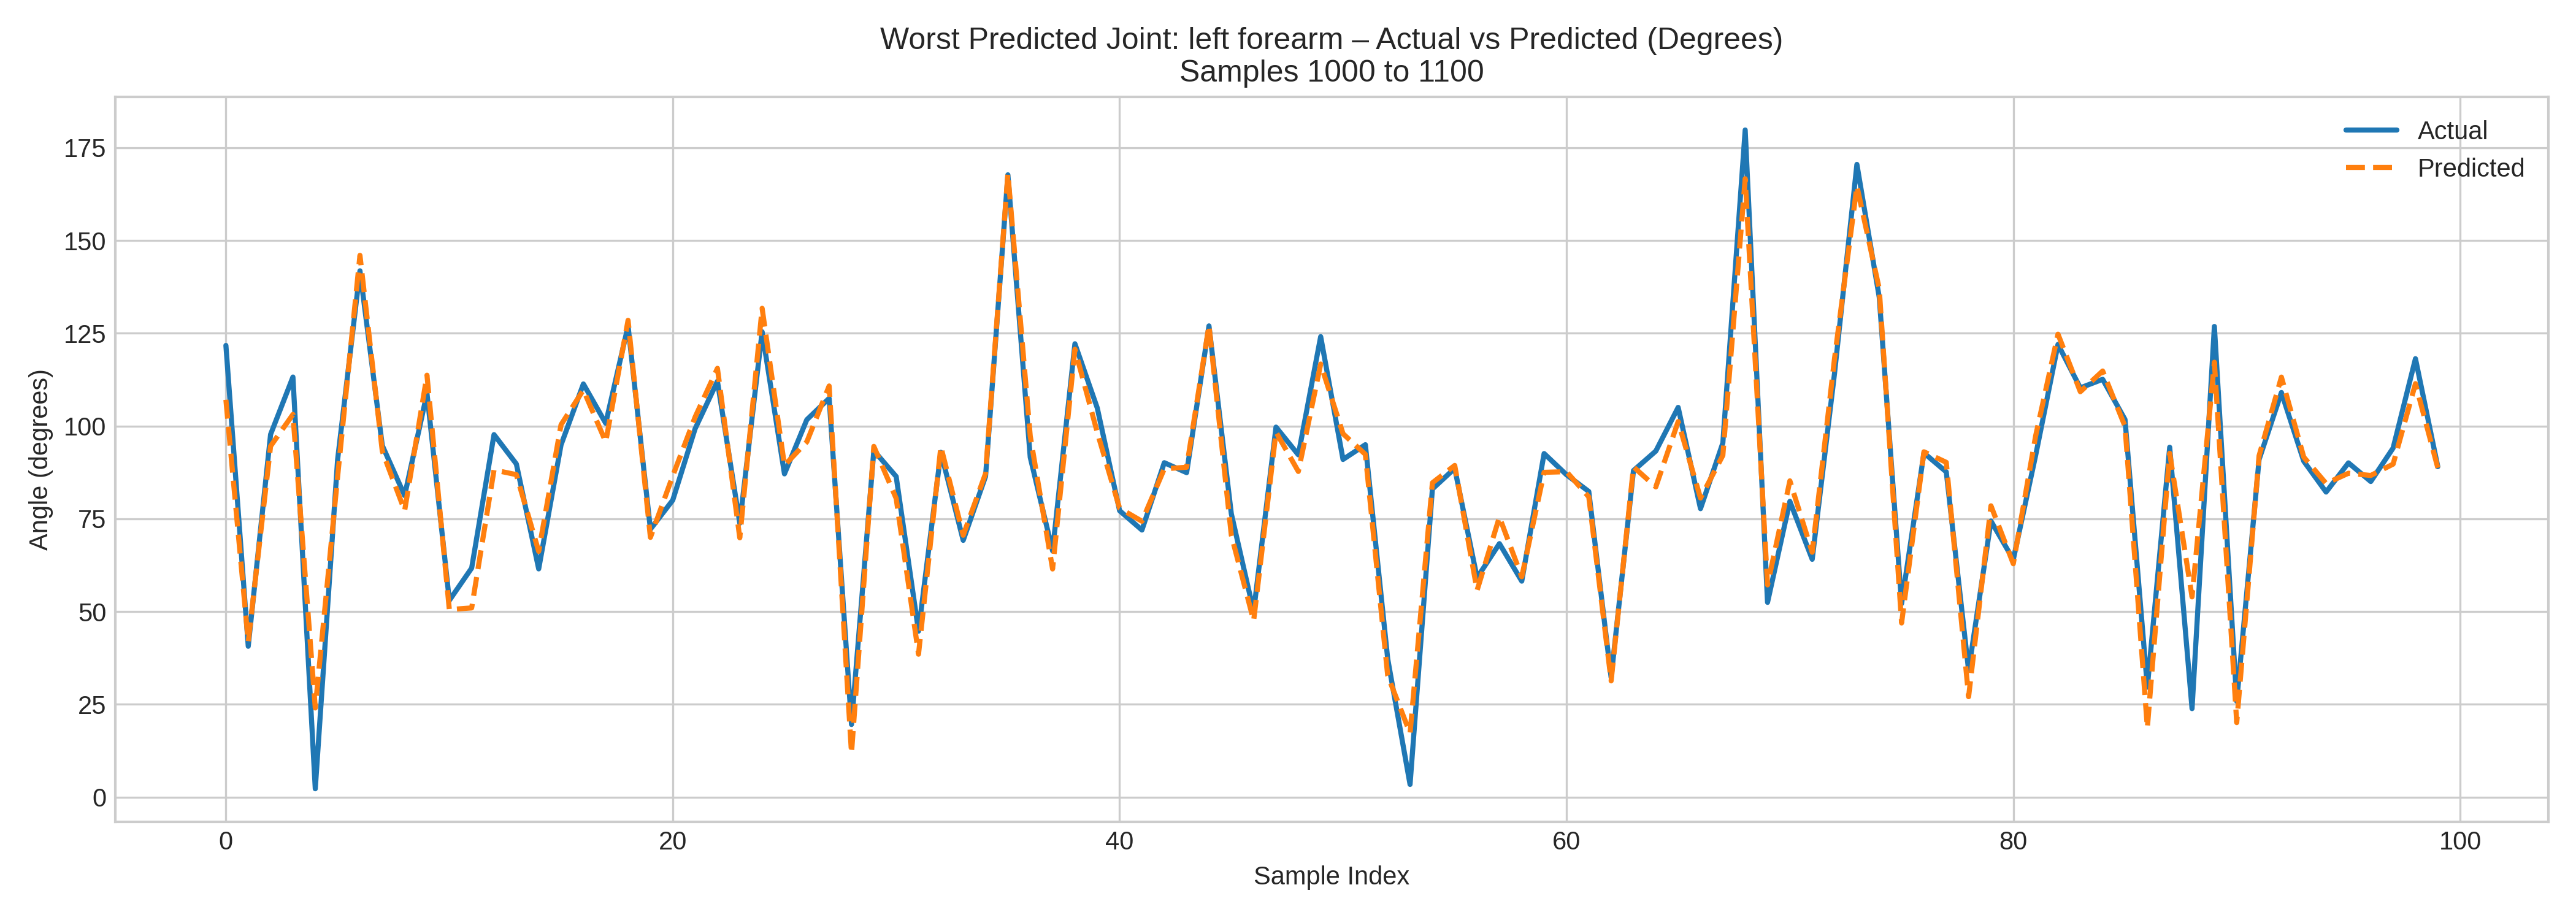 Worst Predicted Joint: left forearm – Actual vs Predicted (Degrees)
Samples 1000 to 1100
Actual
Predicted
175
150
125
100
75
50
25
0
Angle (degrees)
0 20 40 60 80 100
Sample Index